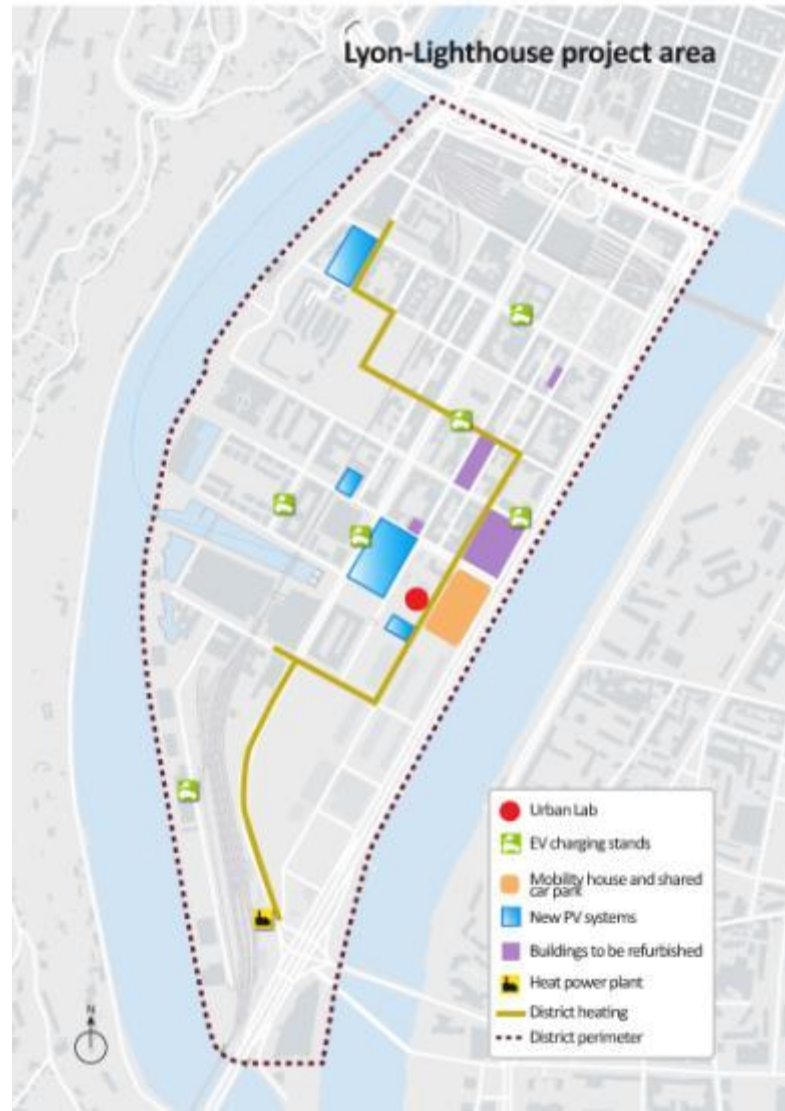 Lyon-Lighthouse project area
Urban Lab
EV charging stands
Mobility house and shared
car park
New PV systems
Buildings to be refurbished
Heat power plant
District heating
District perimeter
N